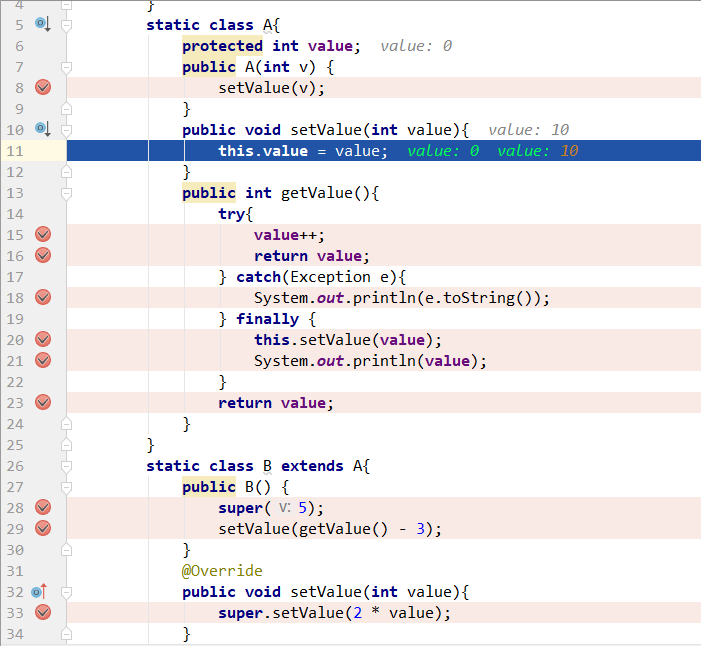 4 }
5 static class A{
6 protected int value; value: 0
7 public A(int v) {
8 setValue(v);
9 }
10 public void setValue(int value){ value: 10
11 this.value = value; value: 0 value: 10
12 }
13 public int getValue(){
14 try{
15 value++;
16 return value;
17 } catch(Exception e){
18 System.out.println(e.toString());
19 } finally {
20 this.setValue(value);
21 System.out.println(value);
22 }
23 return value;
24 }
25 }
26 static class B extends A{
27 public B() {
28 super( v: 5);
29 setValue(getValue() - 3);
30 }
31 @Override
32 public void setValue(int value){
33 super.setValue(2 * value);
34 }